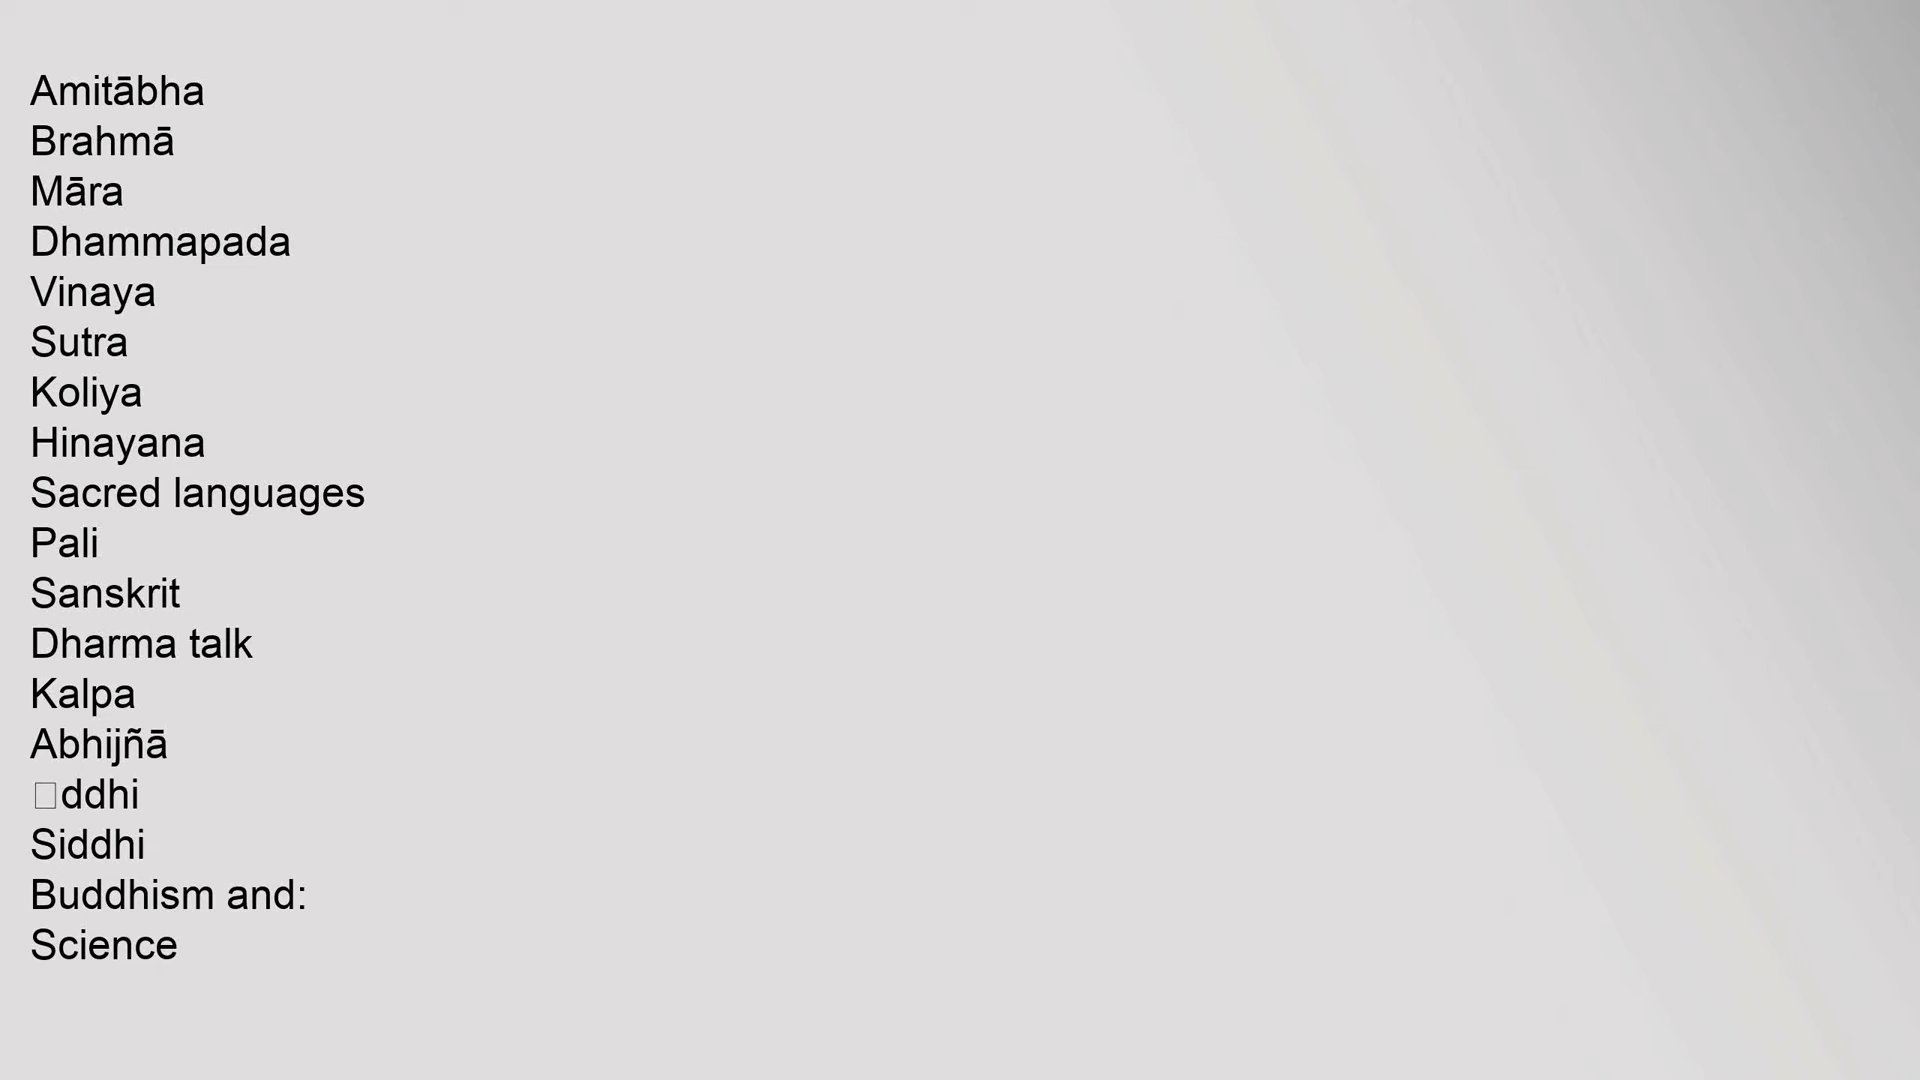 Amitābha
Brahmā
Māra
Dhammapada
Vinaya
Sutra
Koliya
Hinayana
Sacred languages
Pali
Sanskrit
Dharma talk
Kalpa
Abhijñā
□ddhi
Siddhi
Buddhism and:
Science